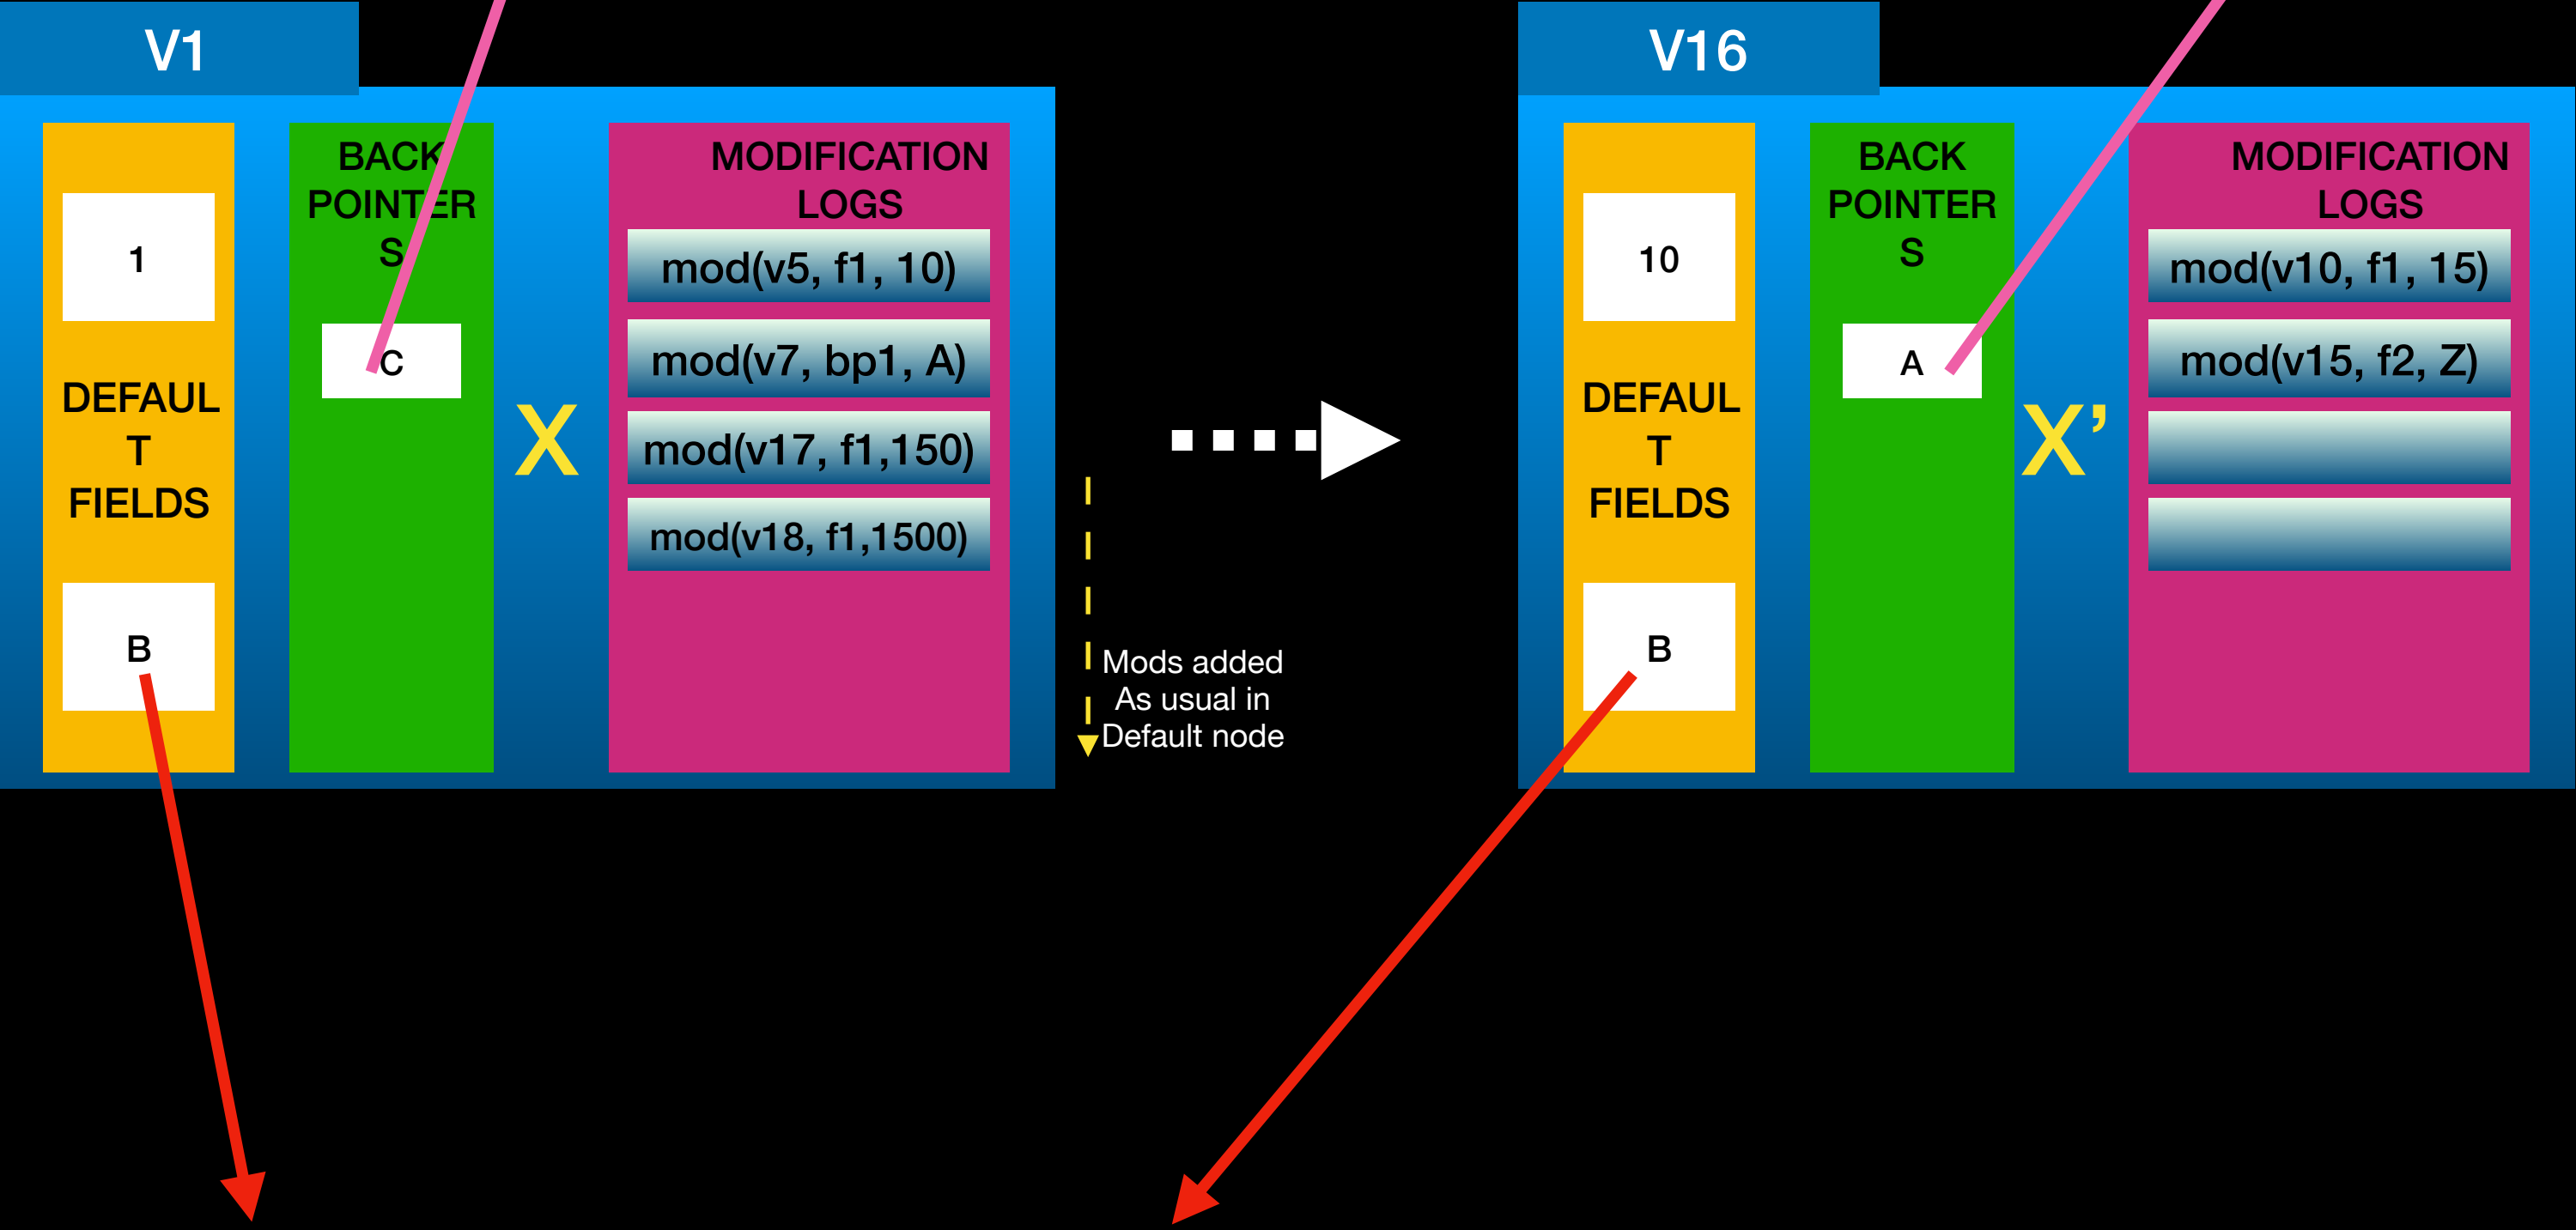 V1
1
DEFAUL
T
FIELDS
B
BACK
POINTER
S
C
X
MODIFICATION
LOGS
mod(v5, f1, 10)
mod(v7, bp1, A)
mod(v17, f1,150)
mod(v18, f1,1500)
Mods added
As usual in
Default node
V16
10
DEFAUL
T
FIELDS
B
BACK
POINTER
S
A
X’
MODIFICATION
LOGS
mod(v10, f1, 15)
mod(v15, f2, Z)